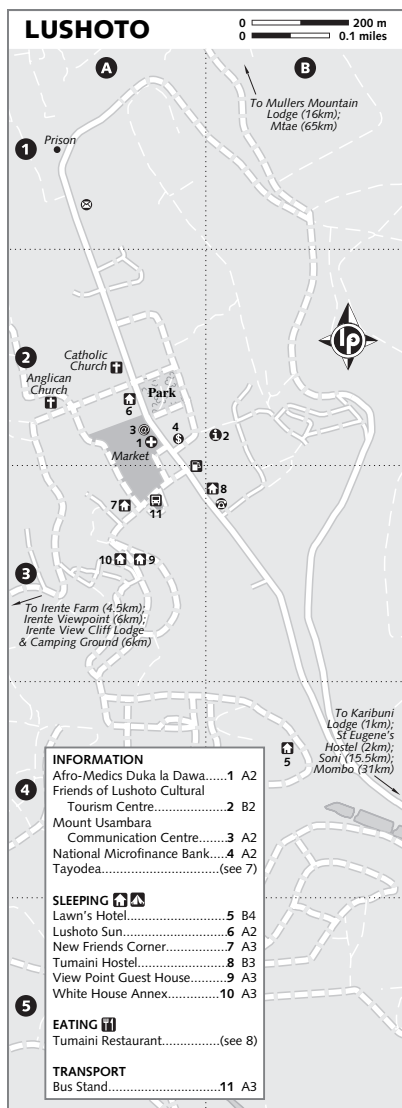 LUSHOTO
0 200 m
0 0.1 miles
A
B
To Mullers Mountain
Lodge (16km);
Mtae (65km)
1
Prison
2
Catholic
Church
Anglican
Church
Park
6
3 @
4
$
1
i 2
Market
lp
8
7
11
10
9
3
To Irente Farm (4.5km);
Irente Viewpoint (6km);
Irente View Cliff Lodge
& Camping Ground (6km)
To Karibuni
Lodge (1km);
St Eugene's
Hostel (2km);
Soni (15.5km);
Mombo (31km)
5
4
INFORMATION
Afro-Medics Duka la Dawa......1 A2
Friends of Lushoto Cultural
Tourism Centre..................2 B2
Mount Usambara
Communication Centre.....3 A2
National Microfinance Bank....4 A2
Tayodea...........................(see 7)
SLEEPING
Lawn's Hotel.........................5 B4
Lushoto Sun..........................6 A2
New Friends Corner..............7 A3
Tumaini Hostel.....................8 B3
View Point Guest House........9 A3
White House Annex.............10 A3
5
EATING
Tumaini Restaurant.............(see 8)
TRANSPORT
Bus Stand...........................11 A3